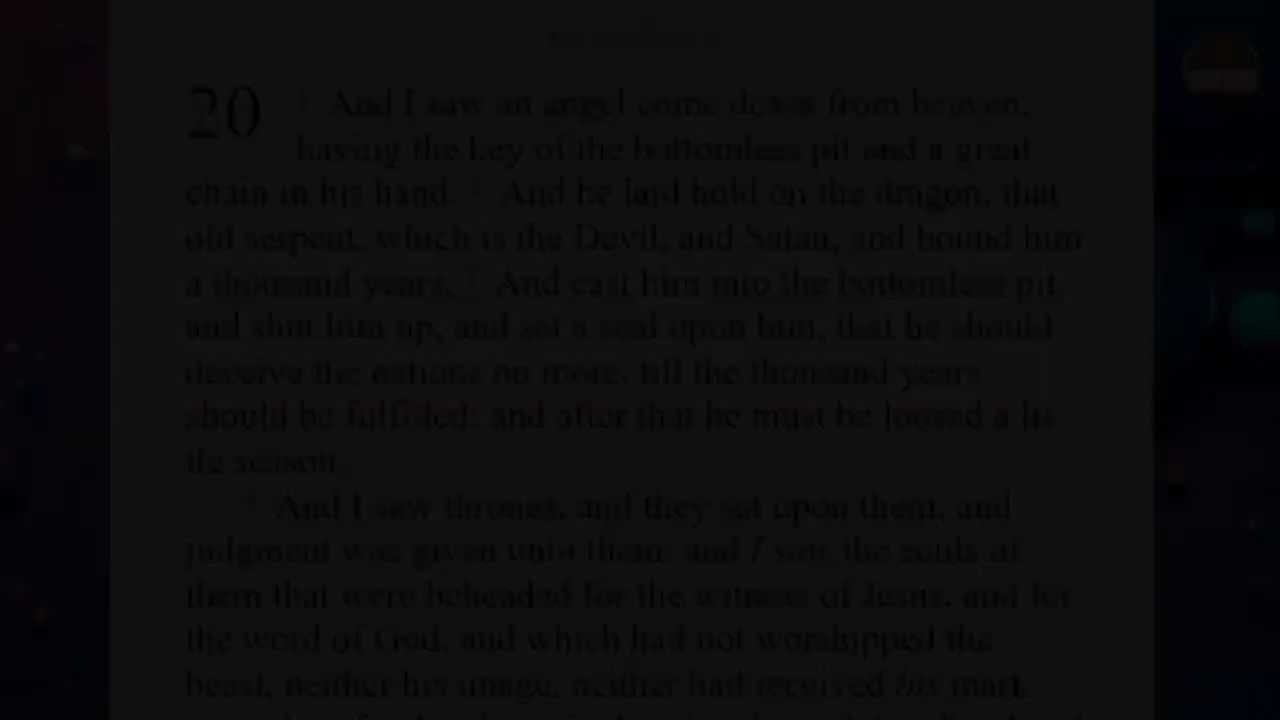 20 And I saw an angel come down from heaven,
having the key of the bottomless pit and a great
chain in his hand. And he laid hold on the dragon, that
old serpent, which is the Devil, and Satan, and bound him
a thousand years, And cast him into the bottomless pit,
and shut him up, and set a seal upon him, that he should
deceive the nations no more, till the thousand years
should be fulfilled: and after that he must be loosed a lit
tle season.
And I saw thrones, and they sat upon them, and
judgment was given unto them: and I saw the souls of
them that were beheaded for the witness of Jesus, and for
the word of God, and which had not worshipped the
beast, neither his image, neither had received his mark